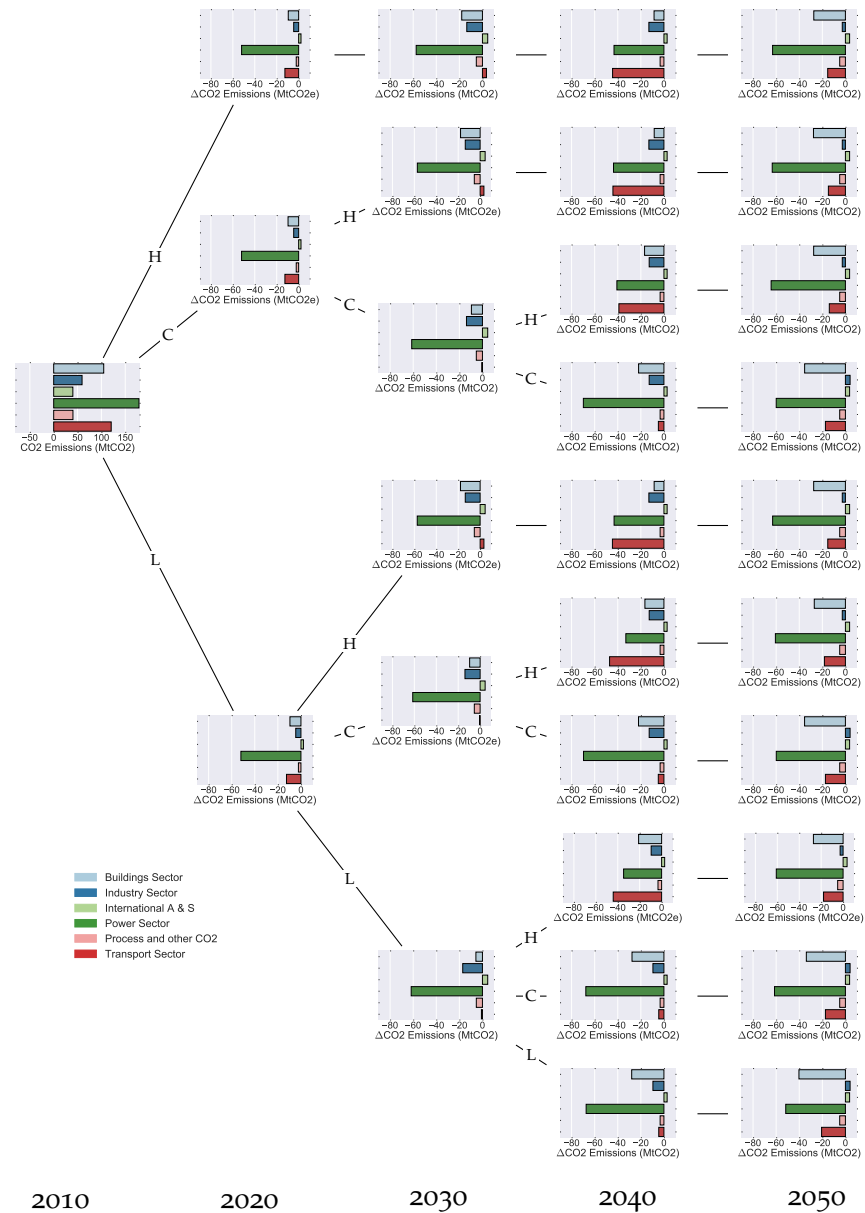 −80 −60 −40 −20 0
ΔCO2 Emissions (MtCO2e)
−80 −60 −40 −20 0
ΔCO2 Emissions (MtCO2e)
−80 −60 −40 −20 0
ΔCO2 Emissions (MtCO2)
−80 −60 −40 −20 0
ΔCO2 Emissions (MtCO2)
−80 −60 −40 −20 0
ΔCO2 Emissions (MtCO2e)
−80 −60 −40 −20 0
ΔCO2 Emissions (MtCO2)
−80 −60 −40 −20 0
ΔCO2 Emissions (MtCO2)
H
H
−80 −60 −40 −20 0
ΔCO2 Emissions (MtCO2e)
C
C
−80 −60 −40 −20 0
ΔCO2 Emissions (MtCO2)
−80 −60 −40 −20 0
ΔCO2 Emissions (MtCO2)
H
−80 −60 −40 −20 0
ΔCO2 Emissions (MtCO2)
C
−80 −60 −40 −20 0
ΔCO2 Emissions (MtCO2)
−80 −60 −40 −20 0
ΔCO2 Emissions (MtCO2)
−50 0 50 100 150
CO2 Emissions (MtCO2)
L
−80 −60 −40 −20 0
ΔCO2 Emissions (MtCO2e)
−80 −60 −40 −20 0
ΔCO2 Emissions (MtCO2)
−80 −60 −40 −20 0
ΔCO2 Emissions (MtCO2)
H
H
−80 −60 −40 −20 0
ΔCO2 Emissions (MtCO2)
−80 −60 −40 −20 0
ΔCO2 Emissions (MtCO2)
C
C
−80 −60 −40 −20 0
ΔCO2 Emissions (MtCO2e)
−80 −60 −40 −20 0
ΔCO2 Emissions (MtCO2)
−80 −60 −40 −20 0
ΔCO2 Emissions (MtCO2)
−80 −60 −40 −20 0
ΔCO2 Emissions (MtCO2)
L
Buildings Sector
Industry Sector
International A & S
Power Sector
Process and other CO2
Transport Sector
−80 −60 −40 −20 0
ΔCO2 Emissions (MtCO2e)
−80 −60 −40 −20 0
ΔCO2 Emissions (MtCO2e)
H
C
L
−80 −60 −40 −20 0
ΔCO2 Emissions (MtCO2)
−80 −60 −40 −20 0
ΔCO2 Emissions (MtCO2)
−80 −60 −40 −20 0
ΔCO2 Emissions (MtCO2)
−80 −60 −40 −20 0
ΔCO2 Emissions (MtCO2)
−80 −60 −40 −20 0
ΔCO2 Emissions (MtCO2)
2010 2020 2030 2040 2050